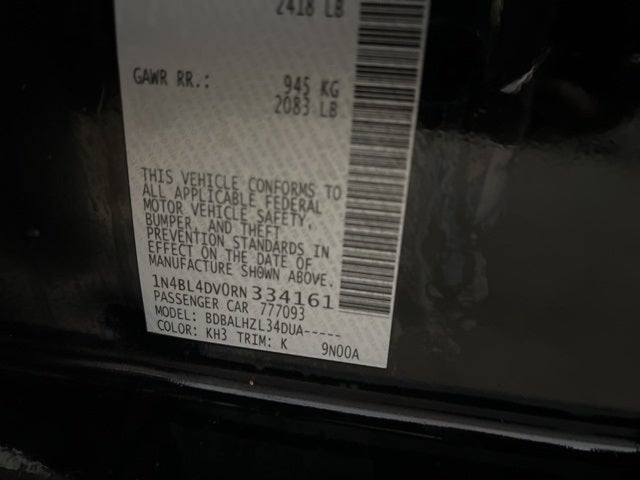 2418 LB
GAWR RR.: 945 KG
2083 LB
THIS VEHICLE CONFORMS TO
ALL APPLICABLE FEDERAL
MOTOR VEHICLE SAFETY,
BUMPER, AND THEFT
PREVENTION STANDARDS IN
EFFECT ON THE DATE OF
MANUFACTURE SHOWN ABOVE.
1N4BL4DV0RN334161
PASSENGER CAR 777093
MODEL: BDBALHZL34DUA-----
COLOR: KH3 TRIM: K 9N00A